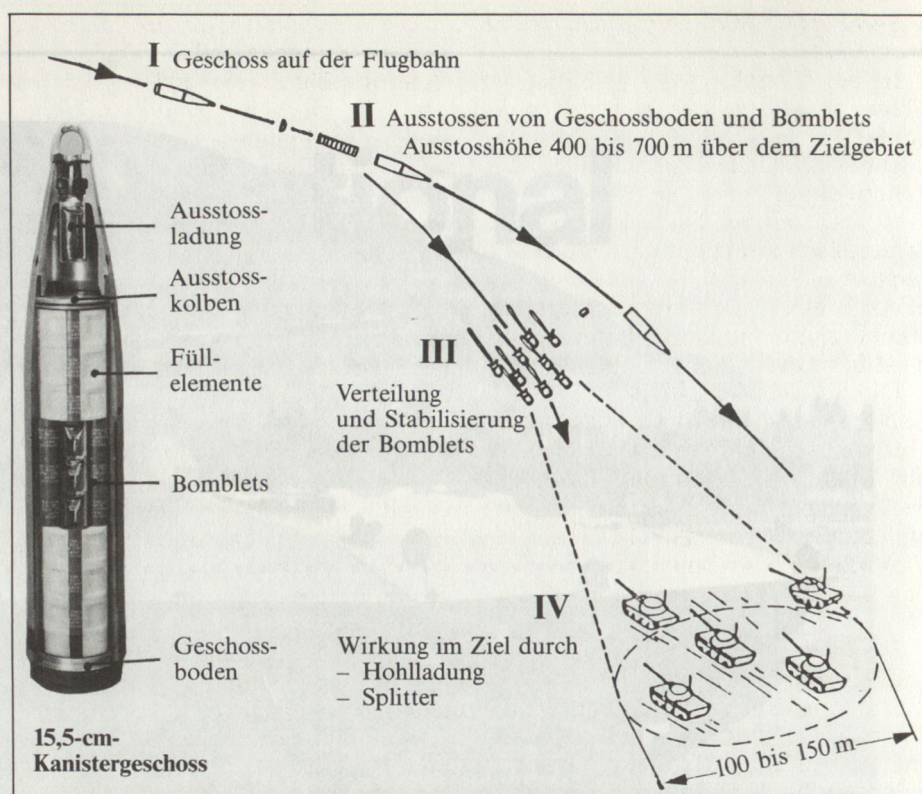 I Geschoss auf der Flugbahn
II Ausstossen von Geschossboden und Bomblets
Ausstosshöhe 400 bis 700 m über dem Zielgebiet
Ausstoss-
ladung
Ausstoss-
kolben
Füll-
elemente
Bomblets
Geschoss-
boden
15,5-cm-
Kanistergeschoss
III
Verteilung
und Stabilisierung
der Bomblets
IV
Wirkung im Ziel durch
– Hohlladung
– Splitter
100 bis 150 m